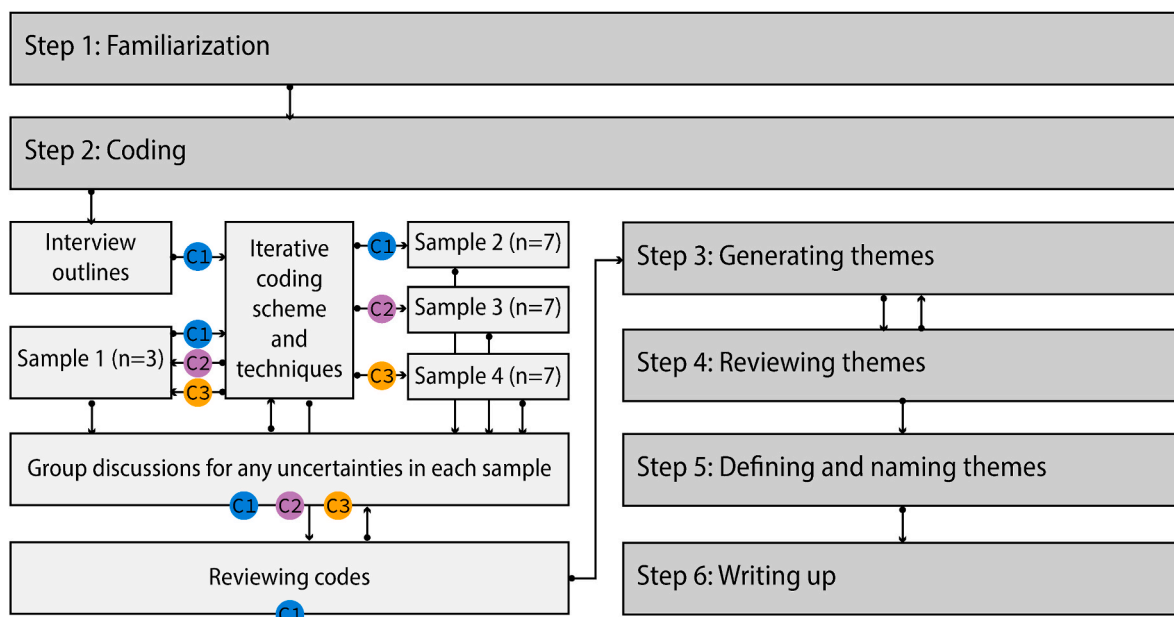 Step 1: Familiarization
Step 2: Coding
Interview
outlines
C1
Iterative
coding
scheme
and
techniques
C1
Sample 2 (n=7)
C2
Sample 3 (n=7)
C3
Sample 4 (n=7)
Sample 1 (n=3)
C1
C2
C3
Group discussions for any uncertainties in each sample
C1 C2 C3
Reviewing codes
C1
Step 3: Generating themes
Step 4: Reviewing themes
Step 5: Defining and naming themes
Step 6: Writing up